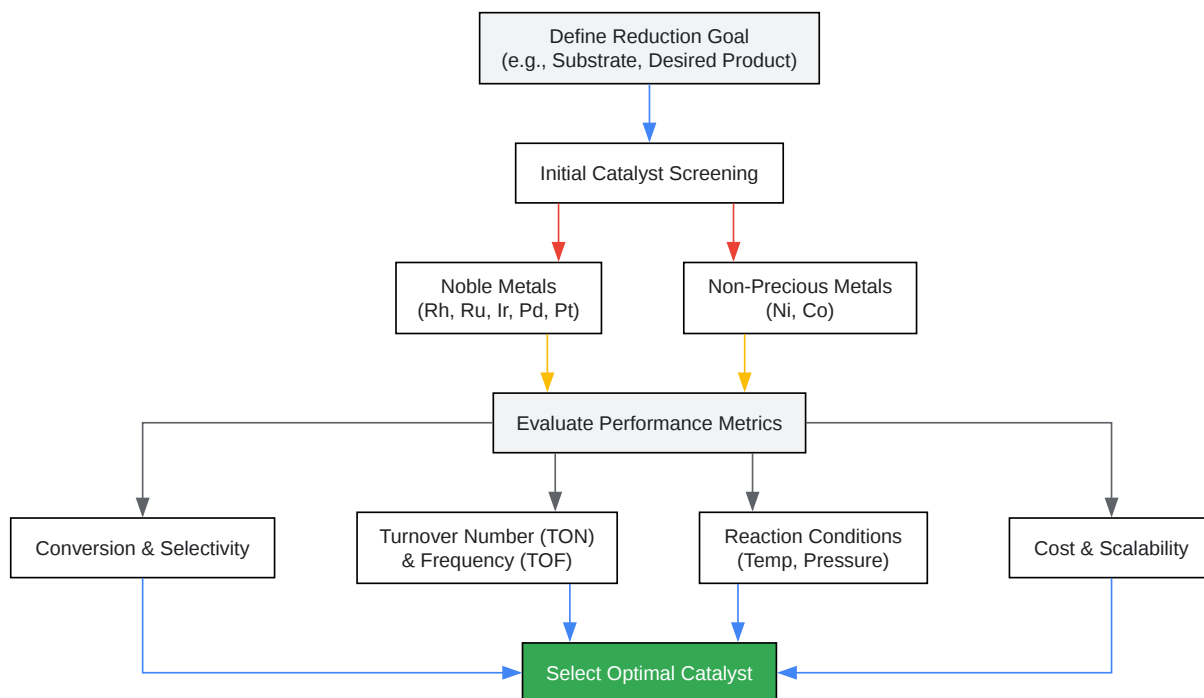 Define Reduction Goal
(e.g., Substrate, Desired Product)
Initial Catalyst Screening
Noble Metals
(Rh, Ru, Ir, Pd, Pt)
Non-Precious Metals
(Ni, Co)
Evaluate Performance Metrics
Conversion & Selectivity
Turnover Number (TON)
& Frequency (TOF)
Reaction Conditions
(Temp, Pressure)
Cost & Scalability
Select Optimal Catalyst